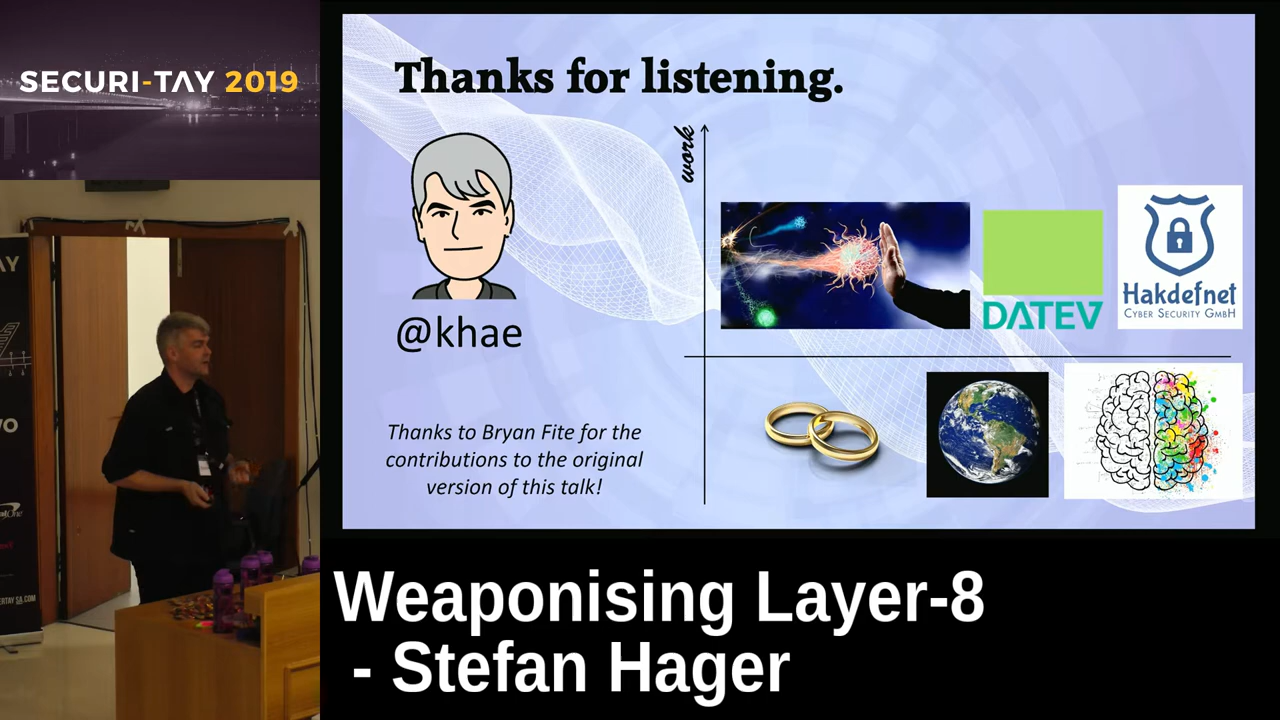 SECURI-TAY 2019
Thanks for listening.
work
@khae
DATEV
Hakdefnet
CYBER SECURITY GMBH
Thanks to Bryan Fite for the
contributions to the original
version of this talk!
Weaponising Layer-8
- Stefan Hager